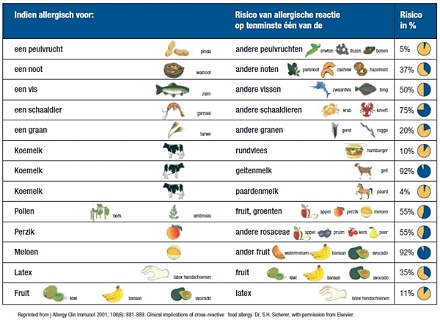 Indien allergisch voor: Risico van allergische reactie op tenminste één van de Risico in %
een peulvrucht pinda andere peulvruchten erwten linzen bonen 5%
een noot walnoot andere noten paranoot cashew hazelnoot 37%
een vis zalm andere vissen zwaardvis tong 50%
een schaaldier garnaal andere schaaldieren krab kreeft 75%
een graan tarwe andere granen gerst rogge 20%
Koemelk rundvlees hamburger 10%
Koemelk geitenmelk geit 92%
Koemelk paardenmelk paard 4%
Pollen berk ambrosia fruit, groenten appel perzik meloen 55%
Perzik andere rosaceae appel pruim kers peer 55%
Meloen ander fruit watermeloen banaan avocado 92%
Latex latex handschoenen fruit kiwi banaan avocado 35%
Fruit kiwi banaan avocado latex latex handschoenen 11%
Reprinted from j Allergy Clin Immunol 2001; 108(6): 881-889. Clinical implications of cross-reactive food allergy, Dr. S.H. Sicherer, with permission from Elsevier.